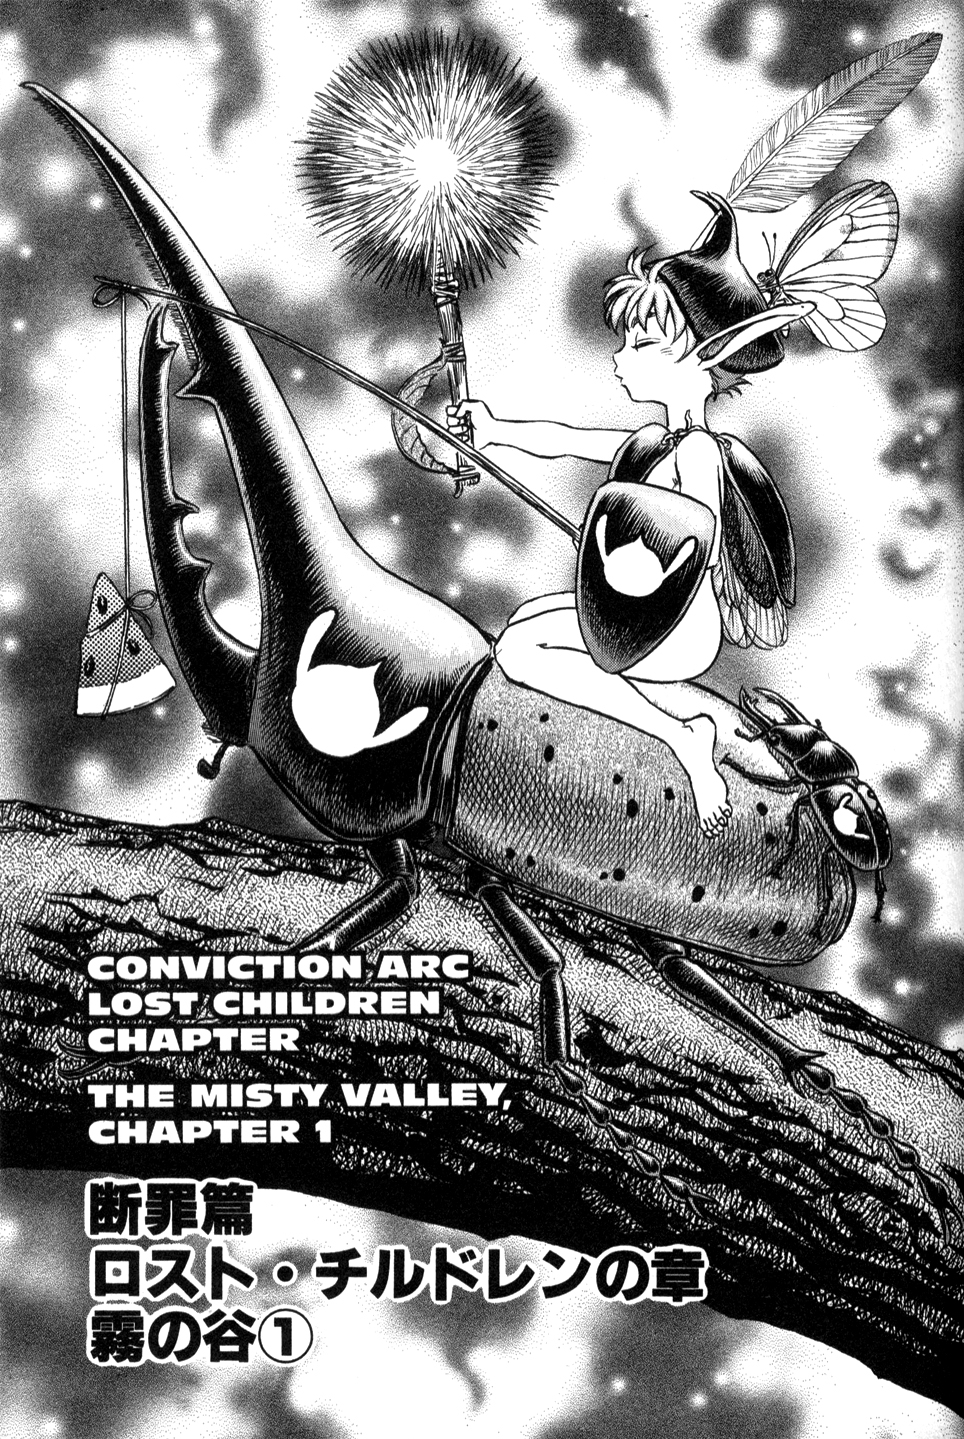 CONVICTION ARC
LOST CHILDREN
CHAPTER
THE MISTY VALLEY,
CHAPTER 1
断罪篇
ロスト・チルドレンの章
霧の谷①